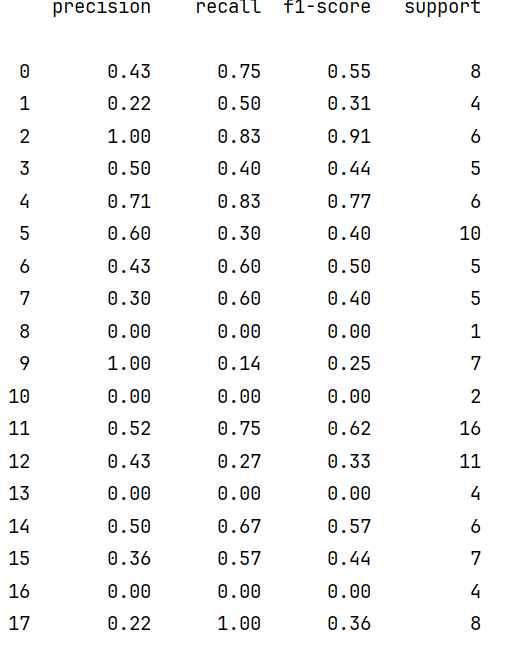 precision recall f1-score support
0 0.43 0.75 0.55 8
1 0.22 0.50 0.31 4
2 1.00 0.83 0.91 6
3 0.50 0.40 0.44 5
4 0.71 0.83 0.77 6
5 0.60 0.30 0.40 10
6 0.43 0.60 0.50 5
7 0.30 0.60 0.40 5
8 0.00 0.00 0.00 1
9 1.00 0.14 0.25 7
10 0.00 0.00 0.00 2
11 0.52 0.75 0.62 16
12 0.43 0.27 0.33 11
13 0.00 0.00 0.00 4
14 0.50 0.67 0.57 6
15 0.36 0.57 0.44 7
16 0.00 0.00 0.00 4
17 0.22 1.00 0.36 8